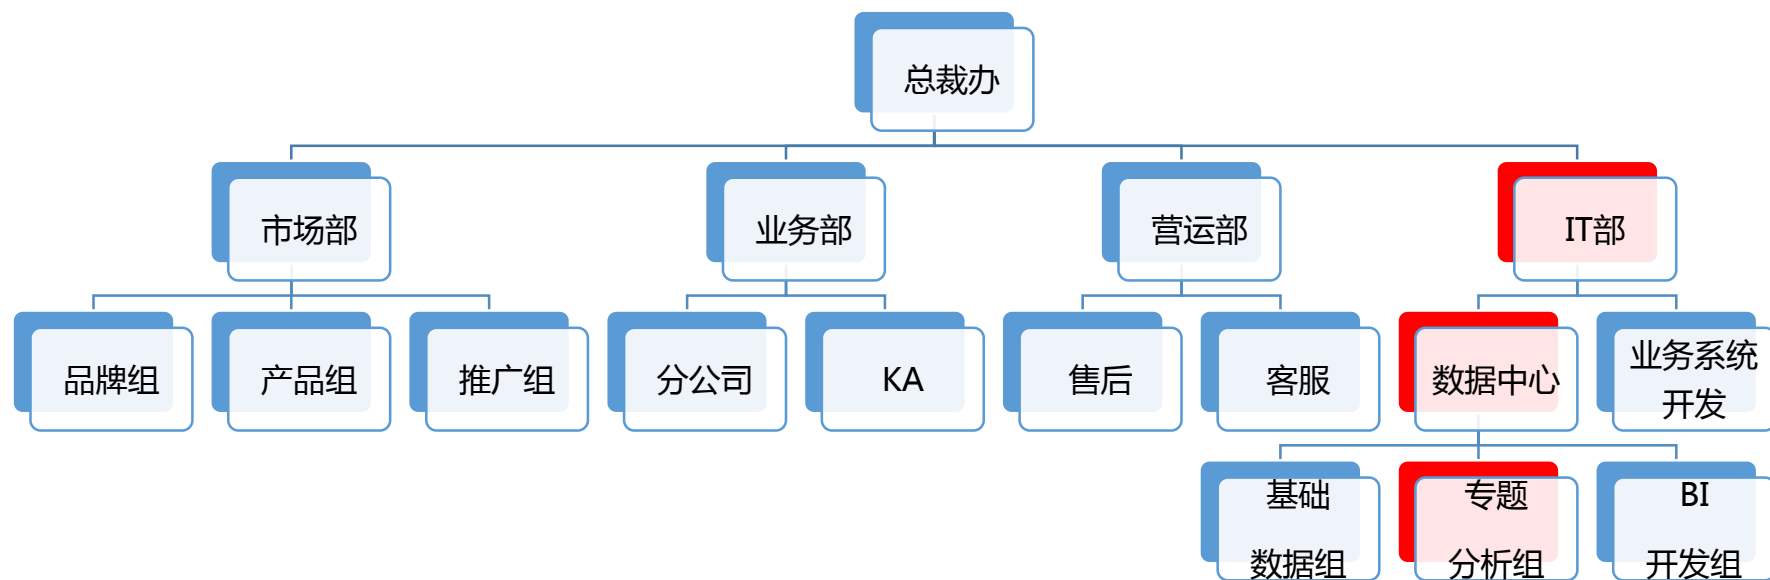 总裁办
市场部
业务部
营运部
IT部
品牌组
产品组
推广组
分公司
KA
售后
客服
数据中心
业务系统
开发
基础
数据组
专题
分析组
BI
开发组